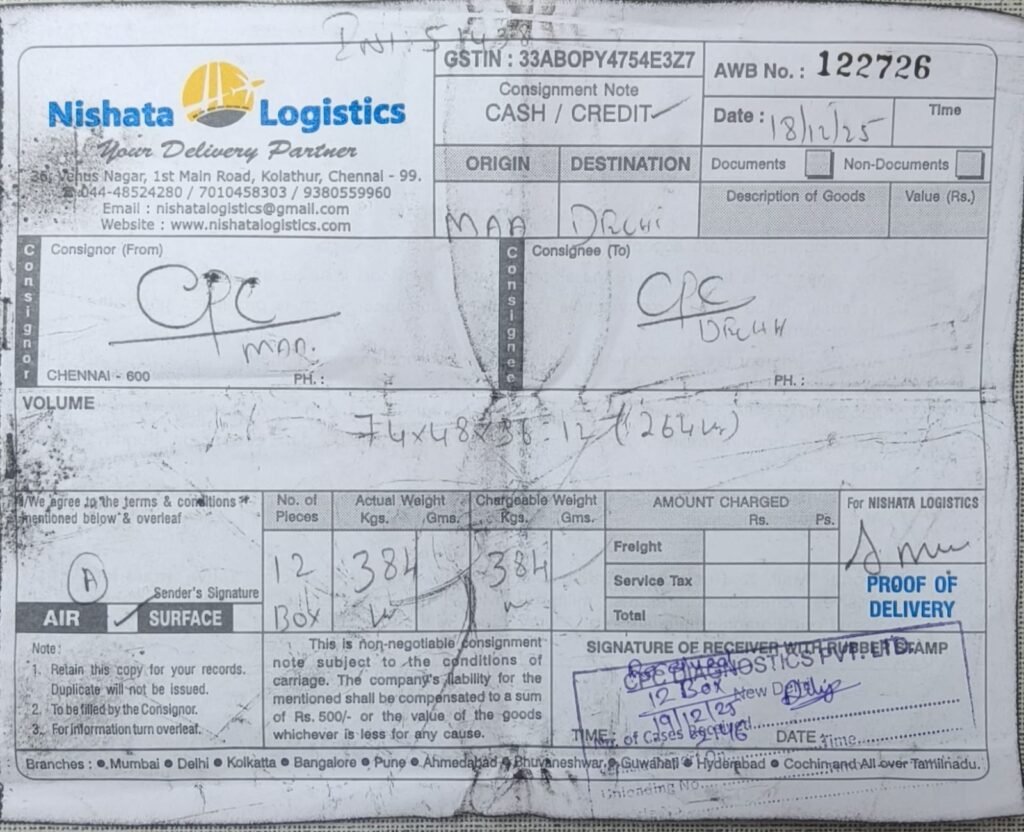 INV: 51438
Nishata Logistics
Your Delivery Partner
36, Venus Nagar, 1st Main Road, Kolathur, Chennai - 99.
044-48524280 / 7010458303 / 9380559960
Email : nishatalogistics@gmail.com
Website : www.nishatalogistics.com
GSTIN : 33ABOPY4754E3Z7
Consignment Note
CASH / CREDIT ✓
AWB No. : 122726
Date : 18/12/25
Time
ORIGIN DESTINATION
MAA DELHI
Documents Non-Documents
Description of Goods Value (Rs.)
Consignor
Consignor (From)
CPC
MAA.
CHENNAI - 600 PH. :
Consignee
Consignee (To)
CPC
DELHI
PH. :
VOLUME
74x48x36-12 (264
I/We agree to the terms & conditions
mentioned below & overleaf
A
Sender's Signature
AIR ✓ SURFACE
No. of Pieces
12
Box
Actual Weight
Kgs. Gms.
384
Chargeable Weight
Kgs. Gms.
384
AMOUNT CHARGED
Rs. Ps.
Freight
Service Tax
Total
For NISHATA LOGISTICS
PROOF OF
DELIVERY
Note :
1. Retain this copy for your records.
Duplicate will not be issued.
2. To be filled by the Consignor.
3. For information turn overleaf.
This is non-negotiable consignment
note subject to the conditions of
carriage. The company's liability for the
mentioned shall be compensated to a sum
of Rs. 500/- or the value of the goods
whichever is less for any cause.
SIGNATURE OF RECEIVER WITH RUBBER STAMP
Received
CPC DIAGNOSTICS PVT. LTD.
12 Box New Delhi
19/12/25
TIME : DATE :
of Cases Received
Time
Unloading No.
Branches : ● Mumbai ● Delhi ● Kolkatta ● Bangalore ● Pune ● Ahmedabad ● Bhuvaneshwar ● Guwahati ● Hyderabad ● Cochin and All over Tamilnadu.